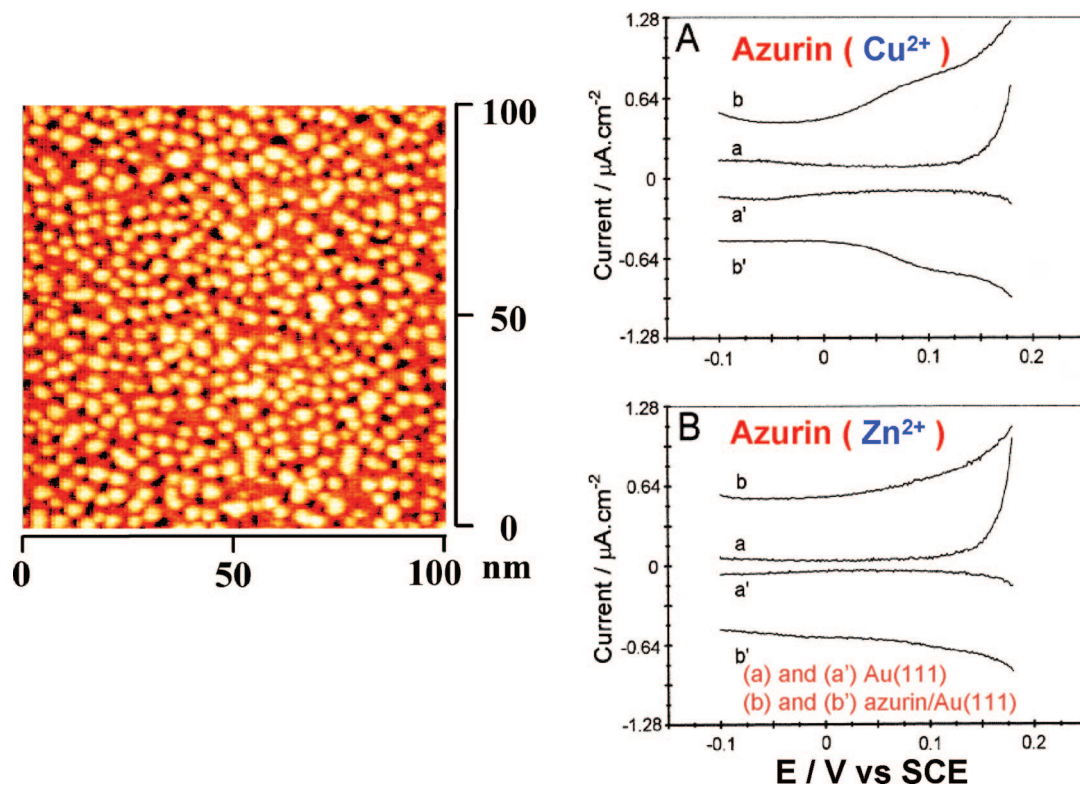 100
50
0
0
50
100
nm
A
Azurin ( Cu2+ )
1.28
0.64
0
-0.64
-1.28
Current / μA.cm-2
b
a
a'
b'
-0.1
0
0.1
0.2
B
Azurin ( Zn2+ )
1.28
0.64
0
-0.64
-1.28
Current / μA.cm-2
b
a
a'
b'
(a) and (a') Au(111)
(b) and (b') azurin/Au(111)
-0.1
0
0.1
0.2
E / V vs SCE